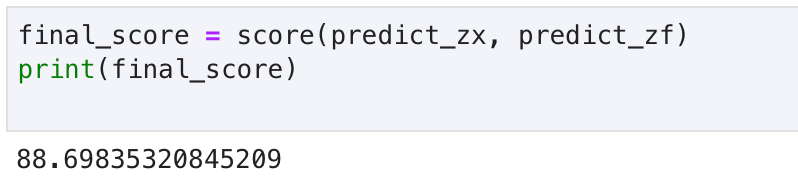 final_score = score(predict_zx, predict_zf)
print(final_score)
88.69835320845209